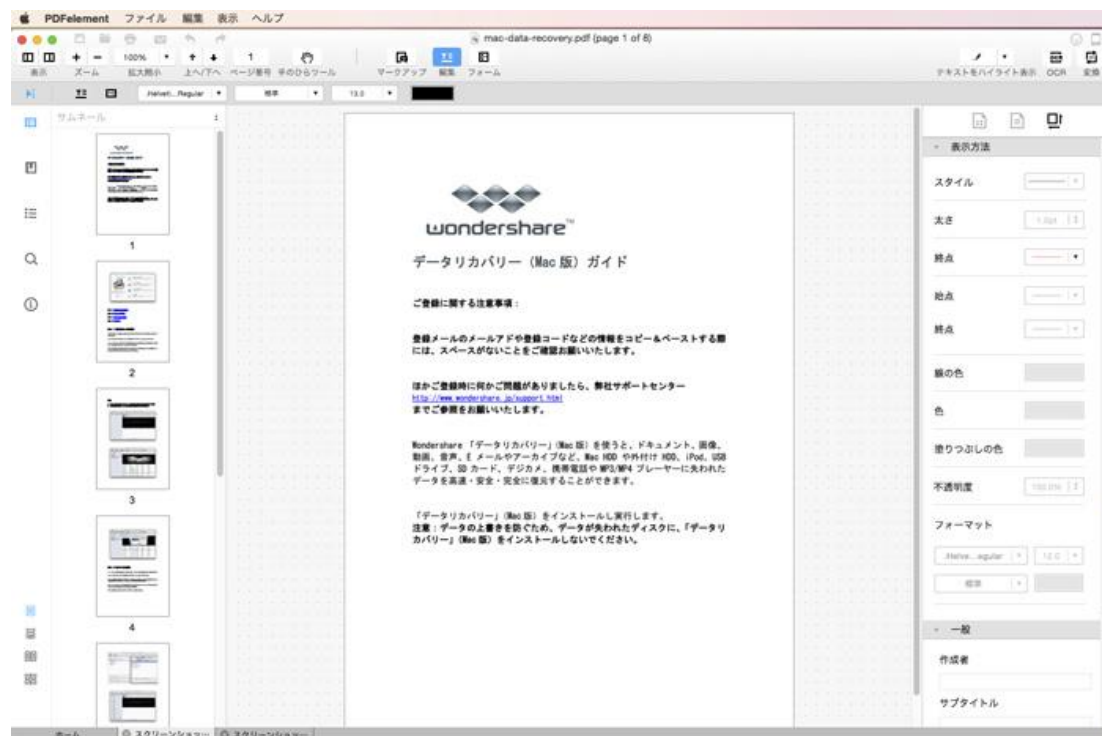 PDFelement ファイル 編集 表示 ヘルプ
mac-data-recovery.pdf (page 1 of 8)
100% 1
表示 ズーム 拡大縮小 上へ/下へ ページ番号 手のひらツール マークアップ 編集 フォーム テキストをハイライト表示 OCR 変換
標準 13.0
サムネール
1
2
3
4
wondershare™
データリカバリー（Mac 版）ガイド
ご登録に関する注意事項：
登録メールのメールアドや登録コードなどの情報をコピー＆ペーストする際
には、スペースがないことをご確認お願いいたします。
ほかご登録時に何かご問題がありましたら、弊社サポートセンター
http://www.wondershare.jp/support.html
までご参照をお願いいたします。
Wondershare 「データリカバリー」(Mac 版) を使うと、ドキュメント、画像、
動画、音声、E メールやアーカイブなど、Mac HDD や外付け HDD、iPod、USB
ドライブ、SD カード、デジカメ、携帯電話や MP3/MP4 プレーヤーに失われた
データを高速・安全・完全に復元することができます。
「データリカバリー」(Mac 版) をインストールし実行します。
注意：データの上書きを防ぐため、データが失われたディスクに、「データリ
カバリー」(Mac 版) をインストールしないでください。
表示方法
スタイル
太さ
終点
始点
終点
線の色
色
塗りつぶしの色
不透明度
フォーマット
12.0
標準
一般
作成者
サブタイトル
ホーム スクリーンショッ… スクリーンショッ…